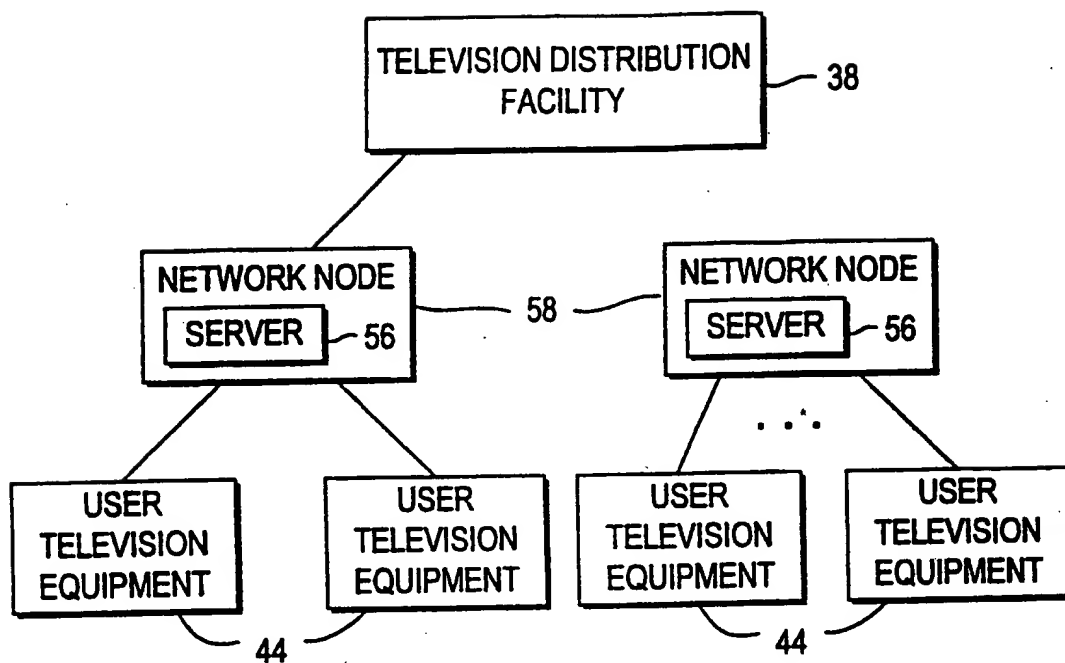 TELEVISION DISTRIBUTION
FACILITY
38
NETWORK NODE
SERVER
56
58
NETWORK NODE
SERVER
56
USER
TELEVISION
EQUIPMENT
USER
TELEVISION
EQUIPMENT
USER
TELEVISION
EQUIPMENT
USER
TELEVISION
EQUIPMENT
44
44